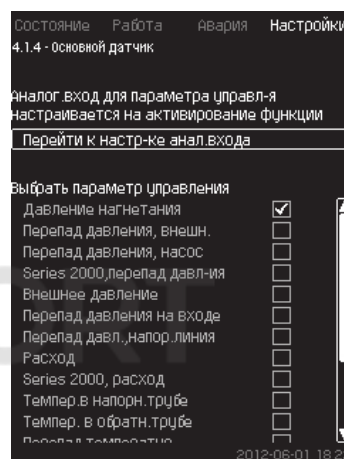 Состояние Работа Авария Настройки
4.1.4 - Основной датчик
Аналог.вход для параметра управл-я
настраивается на активирование функции
Перейти к настр-ке анал.входа
Выбрать параметр управления
Давление нагнетания
Перепад давления, внешн.
Перепад давления, насос
Series 2000,перепад давл-ия
Внешнее давление
Перепад давления на входе
Перепад давл.,напор.линия
Расход
Series 2000, расход
Темпер.в напорн.трубе
Темпер. в обратн.трубе
Перепад
2012-06-01 18:2